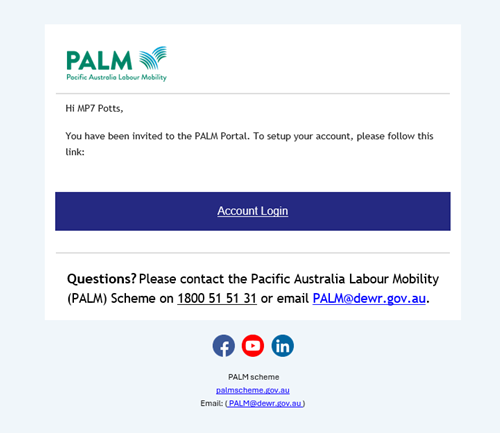 PALM
Pacific Australia Labour Mobility
Hi MP7 Potts,
You have been invited to the PALM Portal. To setup your account, please follow this
link:
Account Login
Questions? Please contact the Pacific Australia Labour Mobility
(PALM) Scheme on 1800 51 51 31 or email PALM@dewr.gov.au.
PALM scheme
palmscheme.gov.au
Email: ( PALM@dewr.gov.au )